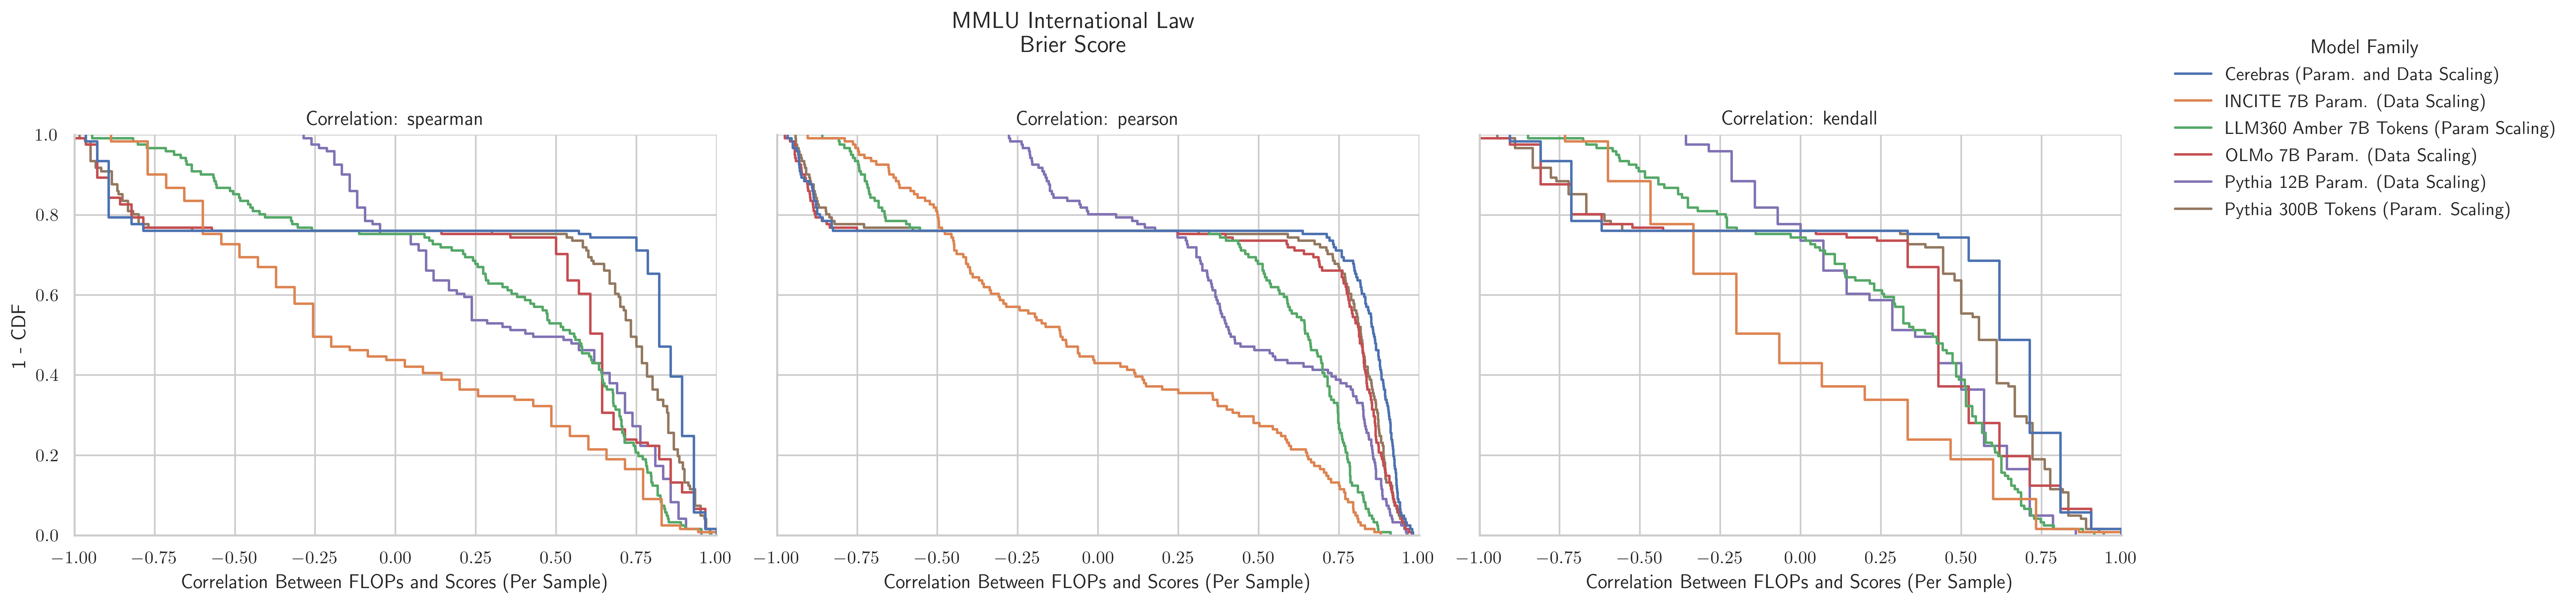 MMLU International Law
Brier Score
Model Family
Cerebras (Param. and Data Scaling)
INCITE 7B Param. (Data Scaling)
LLM360 Amber 7B Tokens (Param Scaling)
OLMo 7B Param. (Data Scaling)
Pythia 12B Param. (Data Scaling)
Pythia 300B Tokens (Param. Scaling)
Correlation: spearman
1 - CDF
1.0
0.8
0.6
0.4
0.2
0.0
−1.00 −0.75 −0.50 −0.25 0.00 0.25 0.50 0.75 1.00
Correlation Between FLOPs and Scores (Per Sample)
Correlation: pearson
−1.00 −0.75 −0.50 −0.25 0.00 0.25 0.50 0.75 1.00
Correlation Between FLOPs and Scores (Per Sample)
Correlation: kendall
−1.00 −0.75 −0.50 −0.25 0.00 0.25 0.50 0.75 1.00
Correlation Between FLOPs and Scores (Per Sample)